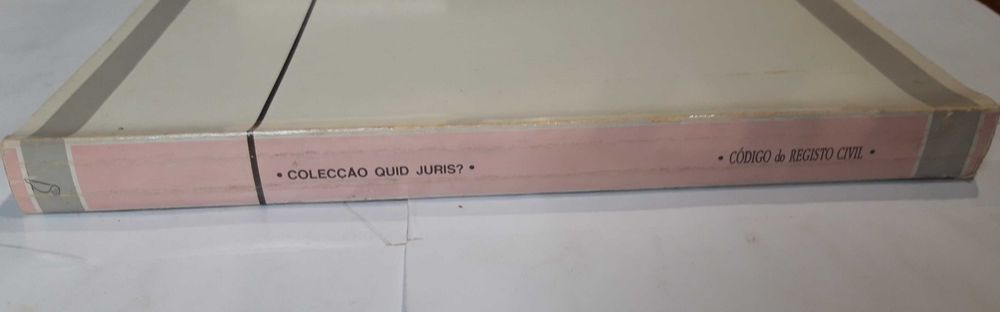 • COLECÇÃO QUID JURIS? •
• CÓDIGO do REGISTO CIVIL •